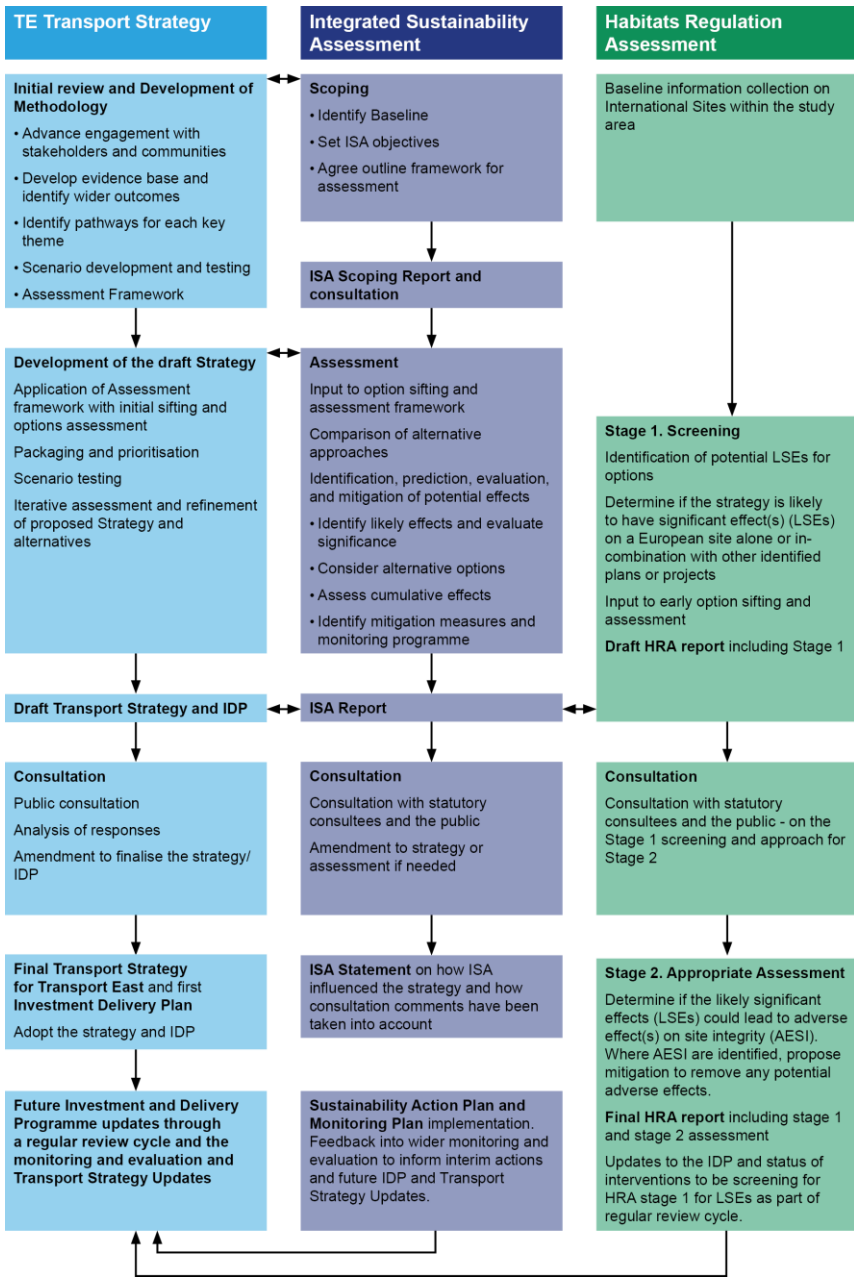 TE Transport Strategy
Initial review and Development of
Methodology
• Advance engagement with
stakeholders and communities
• Develop evidence base and
identify wider outcomes
• Identify pathways for each key
theme
• Scenario development and testing
• Assessment Framework
Development of the draft Strategy
Application of Assessment
framework with initial sifting and
options assessment
Packaging and prioritisation
Scenario testing
Iterative assessment and refinement
of proposed Strategy and
alternatives
Draft Transport Strategy and IDP
Consultation
Public consultation
Analysis of responses
Amendment to finalise the strategy/
IDP
Final Transport Strategy
for Transport East and first
Investment Delivery Plan
Adopt the strategy and IDP
Future Investment and Delivery
Programme updates through
a regular review cycle and the
monitoring and evaluation and
Transport Strategy Updates
Integrated Sustainability
Assessment
Scoping
• Identify Baseline
• Set ISA objectives
• Agree outline framework for
assessment
ISA Scoping Report and
consultation
Assessment
Input to option sifting and
assessment framework
Comparison of alternative
approaches
Identification, prediction, evaluation,
and mitigation of potential effects
• Identify likely effects and evaluate
significance
• Consider alternative options
• Assess cumulative effects
• Identify mitigation measures and
monitoring programme
ISA Report
Consultation
Consultation with statutory
consultees and the public
Amendment to strategy or
assessment if needed
ISA Statement on how ISA
influenced the strategy and how
consultation comments have been
taken into account
Sustainability Action Plan and
Monitoring Plan implementation.
Feedback into wider monitoring and
evaluation to inform interim actions
and future IDP and Transport
Strategy Updates.
Habitats Regulation
Assessment
Baseline information collection on
International Sites within the study
area
Stage 1. Screening
Identification of potential LSEs for
options
Determine if the strategy is likely
to have significant effect(s) (LSEs)
on a European site alone or in-
combination with other identified
plans or projects
Input to early option sifting and
assessment
Draft HRA report including Stage 1
Consultation
Consultation with statutory
consultees and the public - on the
Stage 1 screening and approach for
Stage 2
Stage 2. Appropriate Assessment
Determine if the likely significant
effects (LSEs) could lead to adverse
effect(s) on site integrity (AESI).
Where AESI are identified, propose
mitigation to remove any potential
adverse effects.
Final HRA report including stage 1
and stage 2 assessment
Updates to the IDP and status of
interventions to be screening for
HRA stage 1 for LSEs as part of
regular review cycle.